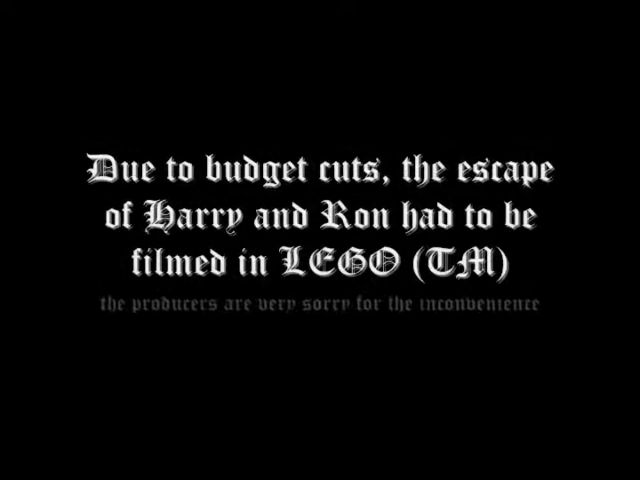 Due to budget cuts, the escape
of Harry and Ron had to be
filmed in LEGO (TM)
the producers are very sorry for the inconvenience